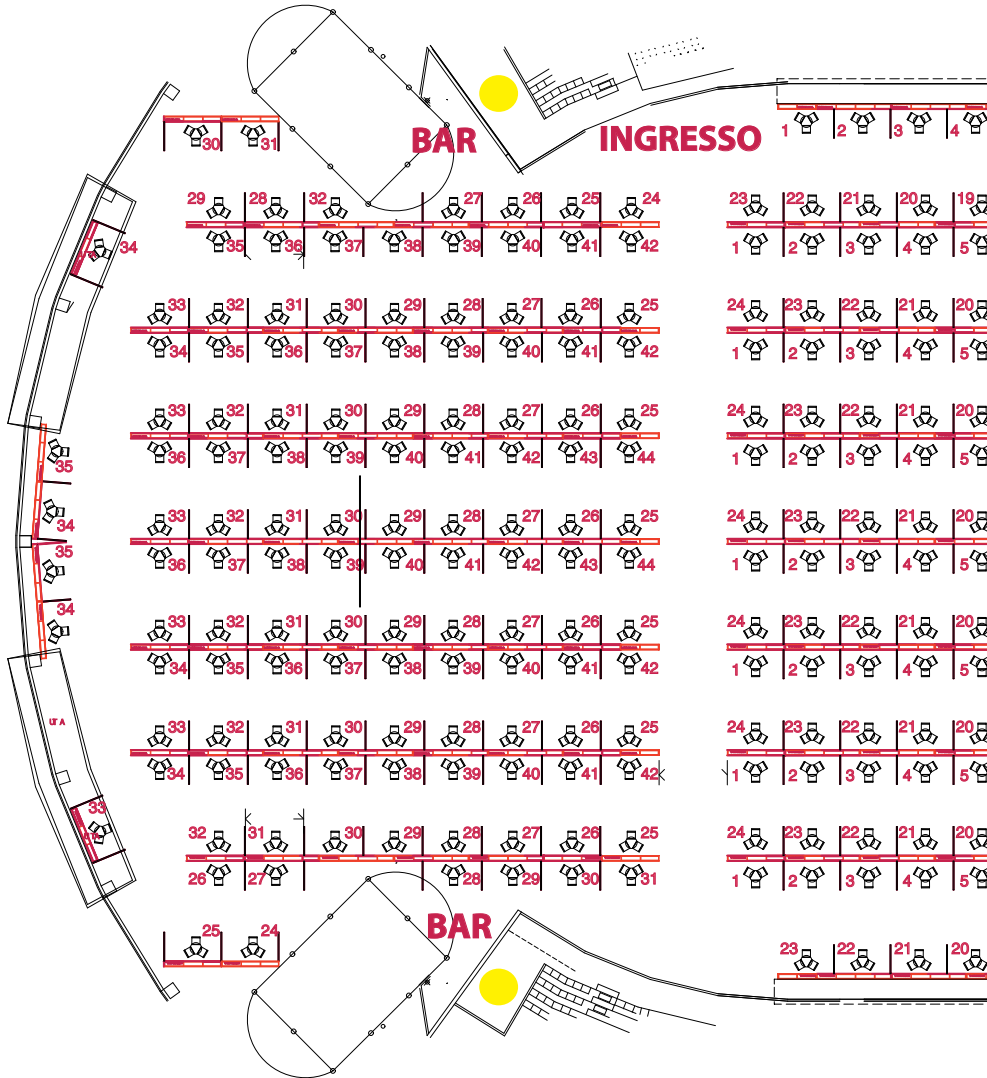 BAR INGRESSO
1 2 3 4
30 31
29 28 32 27 26 25 24 23 22 21 20 19
35 36 37 38 39 40 41 42 1 2 3 4 5
34
33 32 31 30 29 28 27 26 25 24 23 22 21 20
34 35 36 37 38 39 40 41 42 1 2 3 4 5
33 32 31 30 29 28 27 26 25 24 23 22 21 20
36 37 38 39 40 41 42 43 44 1 2 3 4 5
35
34
33 32 31 30 29 28 27 26 25 24 23 22 21 20
36 37 38 39 40 41 42 43 44 1 2 3 4 5
35
34
33 32 31 30 29 28 27 26 25 24 23 22 21 20
34 35 36 37 38 39 40 41 42 1 2 3 4 5
33 32 31 30 29 28 27 26 25 24 23 22 21 20
34 35 36 37 38 39 40 41 42 1 2 3 4 5
33
32 31 30 29 28 27 26 25 24 23 22 21 20
26 27 28 29 30 31 1 2 3 4 5
BAR
25 24
23 22 21 20